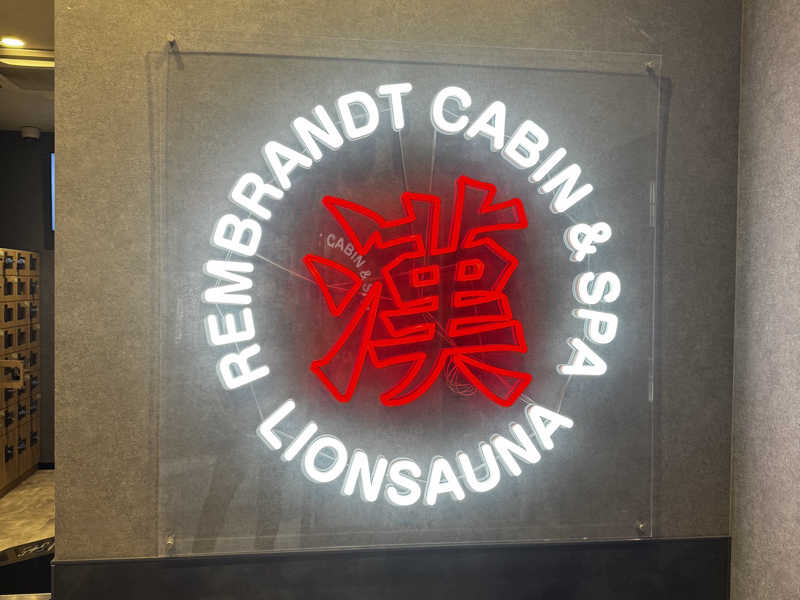 REMBRANDT CABIN & SPA
漢
LIONSAUNA